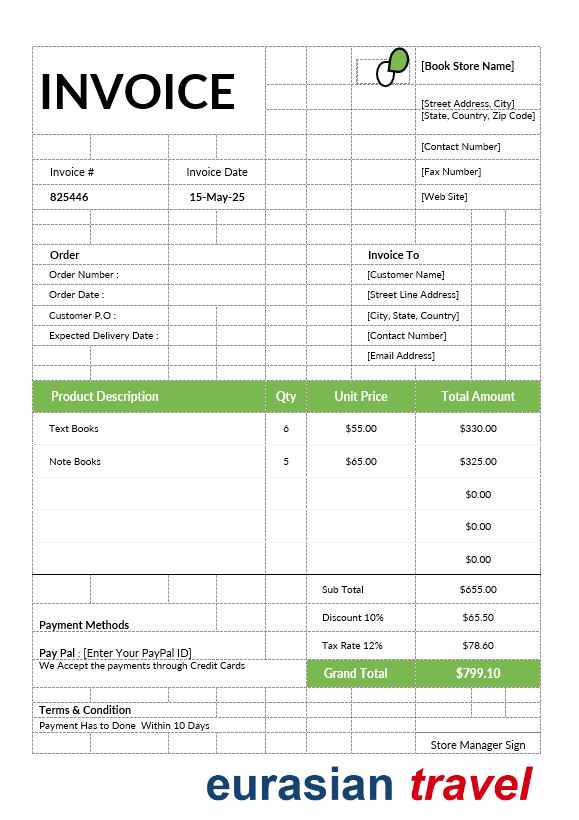 INVOICE
[Book Store Name]
[Street Address, City]
[State, Country, Zip Code]
[Contact Number]
Invoice # Invoice Date [Fax Number]
825446 15-May-25 [Web Site]
Order Invoice To
Order Number : [Customer Name]
Order Date : [Street Line Address]
Customer P.O : [City, State, Country]
Expected Delivery Date : [Contact Number]
[Email Address]
Product Description Qty Unit Price Total Amount
Text Books 6 $55.00 $330.00
Note Books 5 $65.00 $325.00
$0.00
$0.00
$0.00
Sub Total $655.00
Discount 10% $65.50
Payment Methods
Tax Rate 12% $78.60
Pay Pal : [Enter Your PayPal ID]
We Accept the payments through Credit Cards
Grand Total $799.10
Terms & Condition
Payment Has to Done Within 10 Days
Store Manager Sign
eurasian travel